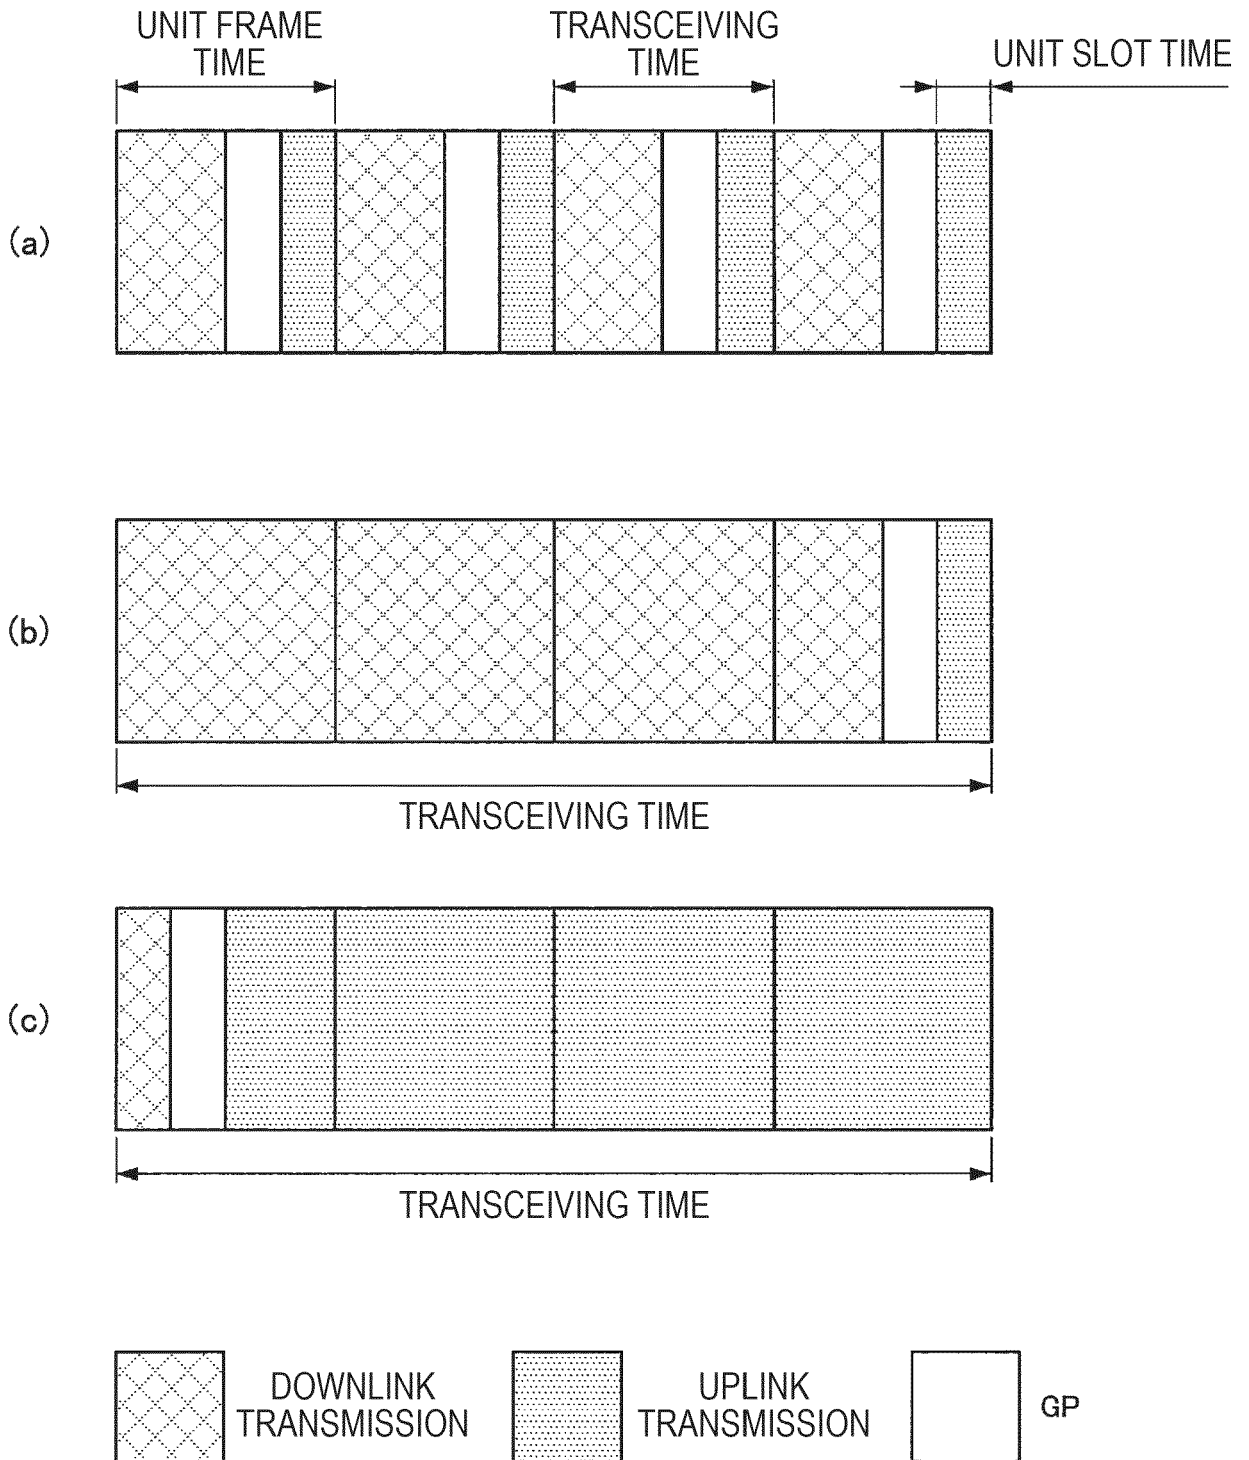 UNIT FRAME
TIME
TRANSCEIVING
TIME
UNIT SLOT TIME
(a)
(b)
TRANSCEIVING TIME
(c)
TRANSCEIVING TIME
DOWNLINK
TRANSMISSION
UPLINK
TRANSMISSION
GP